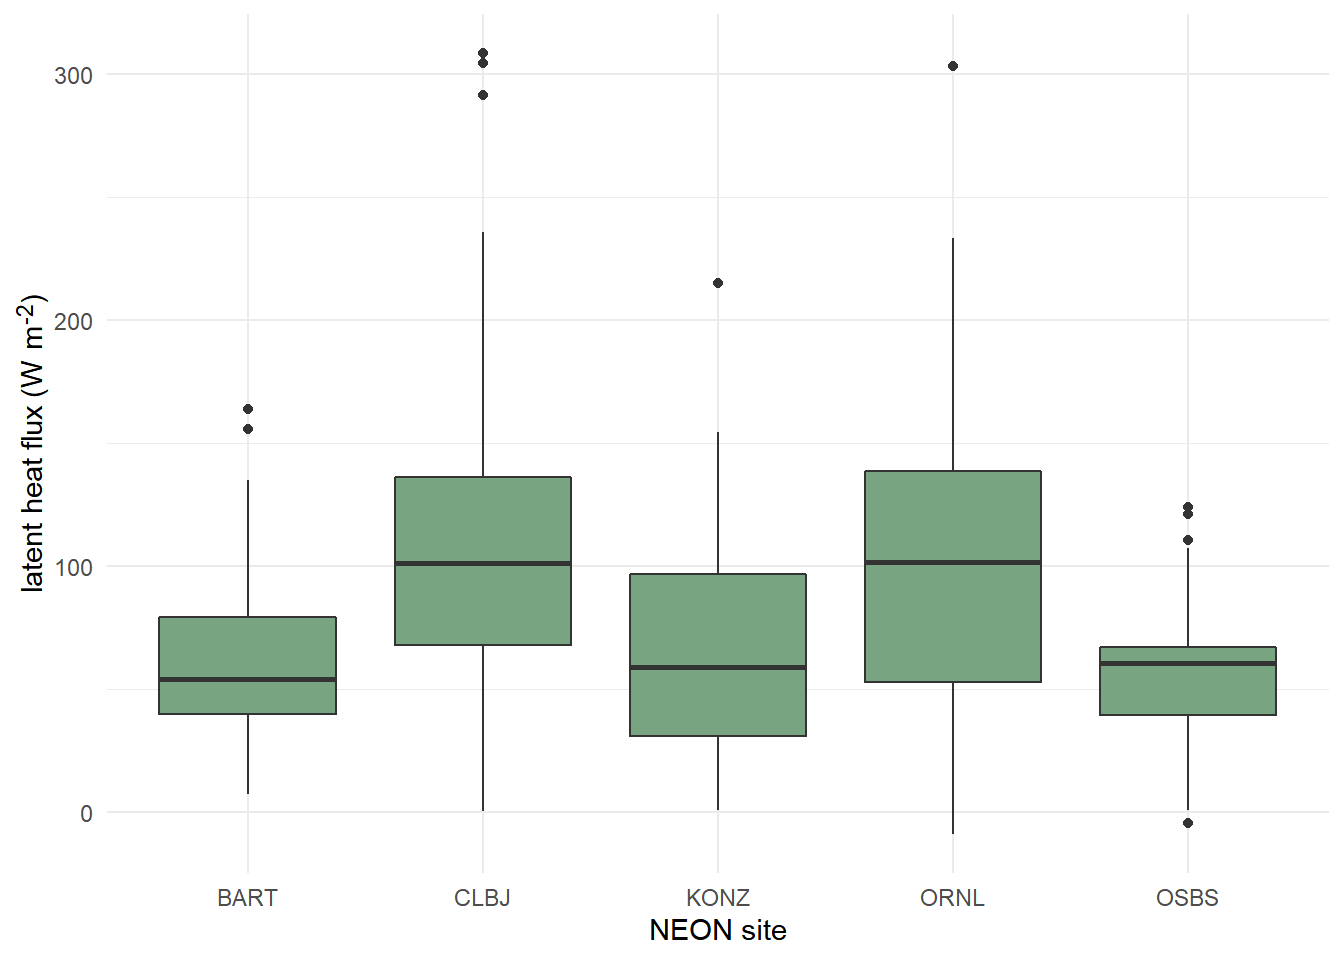 300
200
100
0
latent heat flux (W m⁻²)
BART CLBJ KONZ ORNL OSBS
NEON site